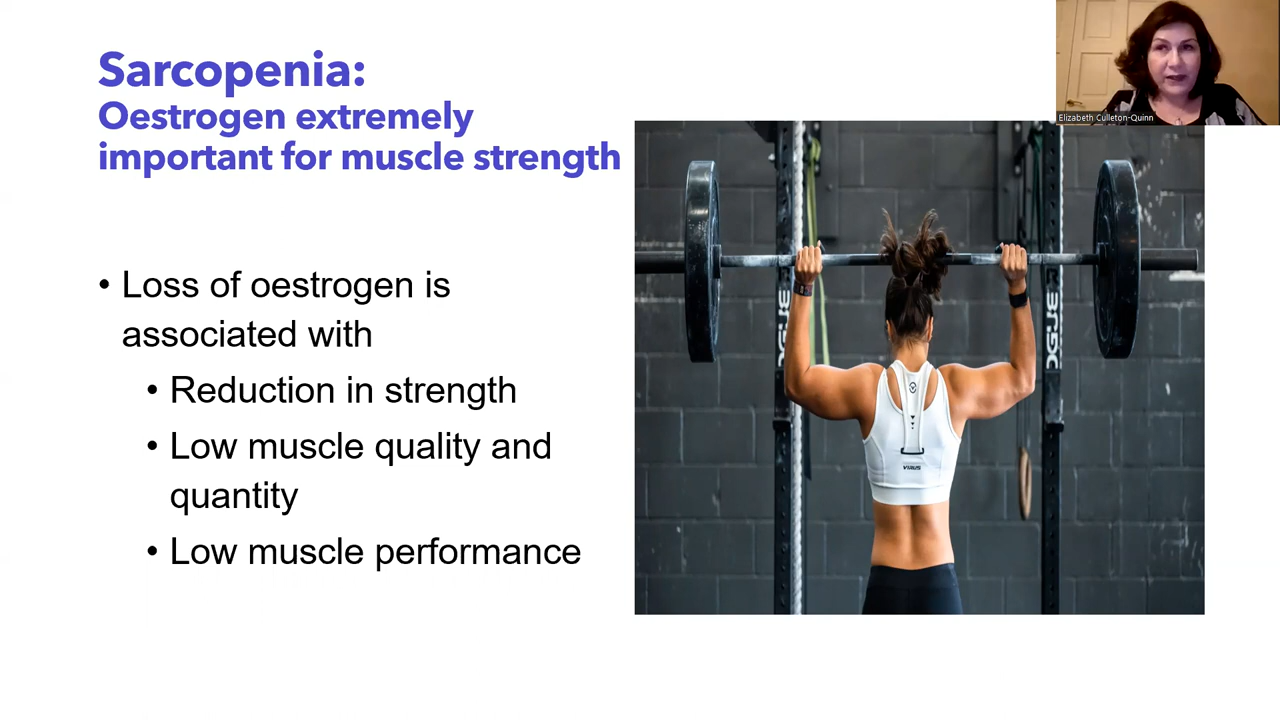 Sarcopenia:
Oestrogen extremely
important for muscle strength
• Loss of oestrogen is
associated with
• Reduction in strength
• Low muscle quality and
quantity
• Low muscle performance
Elizabeth Culleton-Quinn
VIRUS